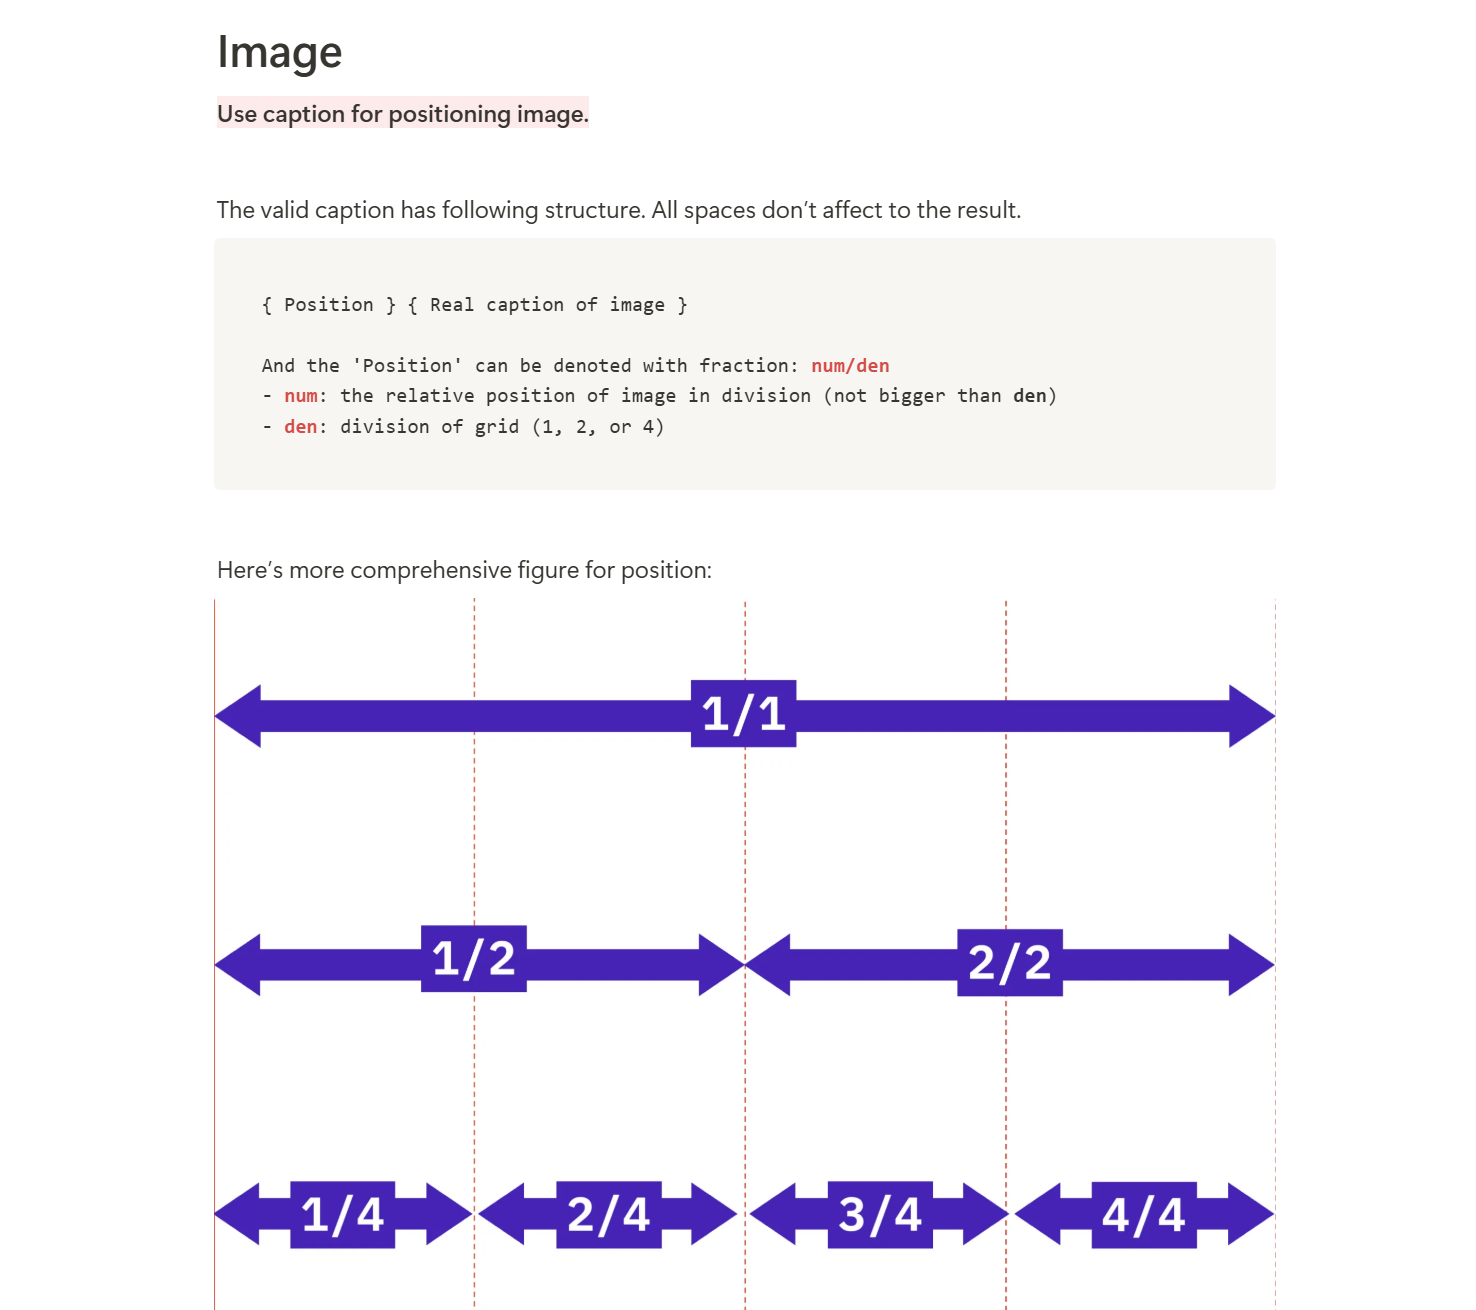 Image
Use caption for positioning image.
The valid caption has following structure. All spaces don’t affect to the result.
{ Position } { Real caption of image }
And the 'Position' can be denoted with fraction: num/den
- num: the relative position of image in division (not bigger than den)
- den: division of grid (1, 2, or 4)
Here’s more comprehensive figure for position:
1/1
1/2 2/2
1/4 2/4 3/4 4/4